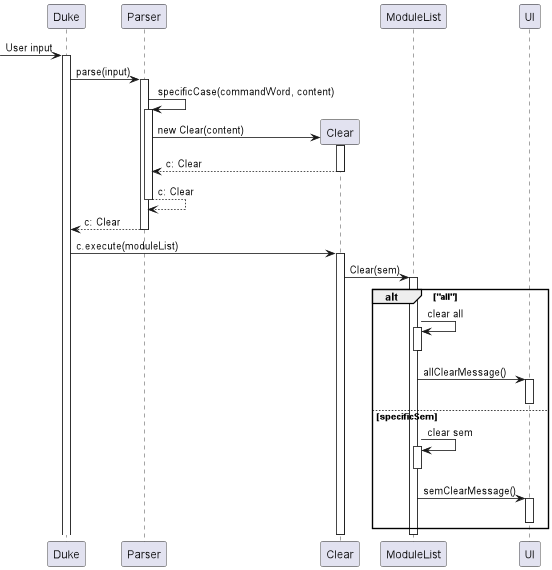 Duke
Parser
ModuleList
UI
User input
parse(input)
specificCase(commandWord, content)
new Clear(content)
Clear
c: Clear
c: Clear
c: Clear
c.execute(moduleList)
Clear(sem)
alt
["all"]
clear all
allClearMessage()
[specificSem]
clear sem
semClearMessage()
Duke
Parser
Clear
ModuleList
UI